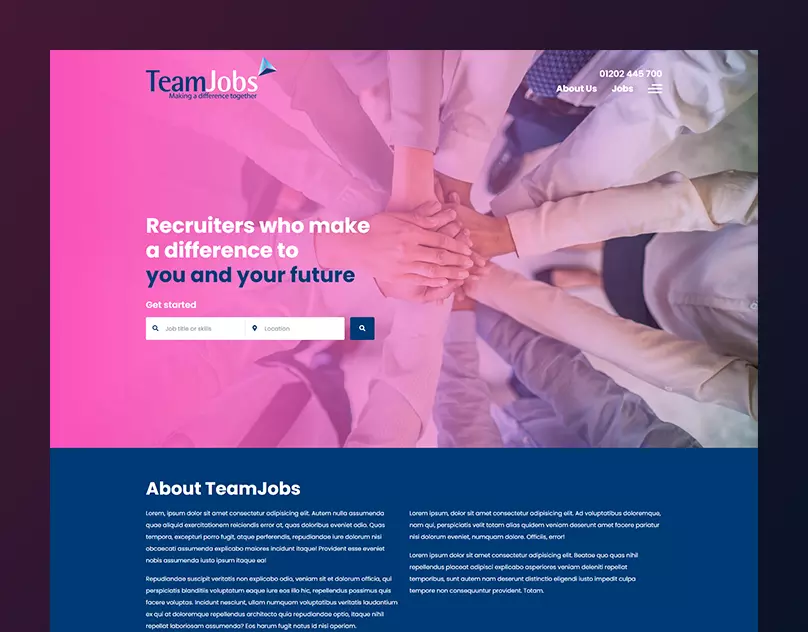 TeamJobs
Making a difference together
01202 445 700
About Us Jobs
Recruiters who make
a difference to
you and your future
Get started
Job title or skills Location
About TeamJobs
Lorem, ipsum dolor sit amet consectetur adipisicing elit. Autem nulla assumenda
quae aliquid exercitationem reiciendis error at, quas doloribus eveniet odio. Quas
tempora, excepturi porro fugit, atque perferendis, repudiandae iure dolorum nisi
obcaecati assumenda explicabo maiores incidunt itaque! Provident esse eveniet
nobis assumenda iusto ipsum itaque ea!
Repudiandae suscipit veritatis non explicabo odio, veniam sit et dolorum officia, qui
perspiciatis blanditiis voluptatum eaque iure eos illo hic, repellendus possimus quis
facere voluptas. Incidunt nesciunt, ullam numquam voluptatibus veritatis laudantium
ex qui at doloremque repellendus architecto quia repudiandae optio, itaque nihil
repellat laboriosam assumenda? Eos harum fugit natus id nisi aperiam.
Lorem ipsum, dolor sit amet consectetur adipisicing elit. Ad voluptatibus doloremque,
nam qui, perspiciatis velit totam alias quidem veniam deserunt amet facere pariatur
nisi dolorum eveniet, numquam dolore. Officiis, error!
Lorem ipsum dolor sit amet consectetur adipisicing elit. Beatae quo quas nihil
repellendus placeat adipisci explicabo asperiores veniam deleniti repellat
temporibus, sunt autem nam deserunt distinctio eligendi iusto impedit culpa
tempore non consequuntur provident. Totam.